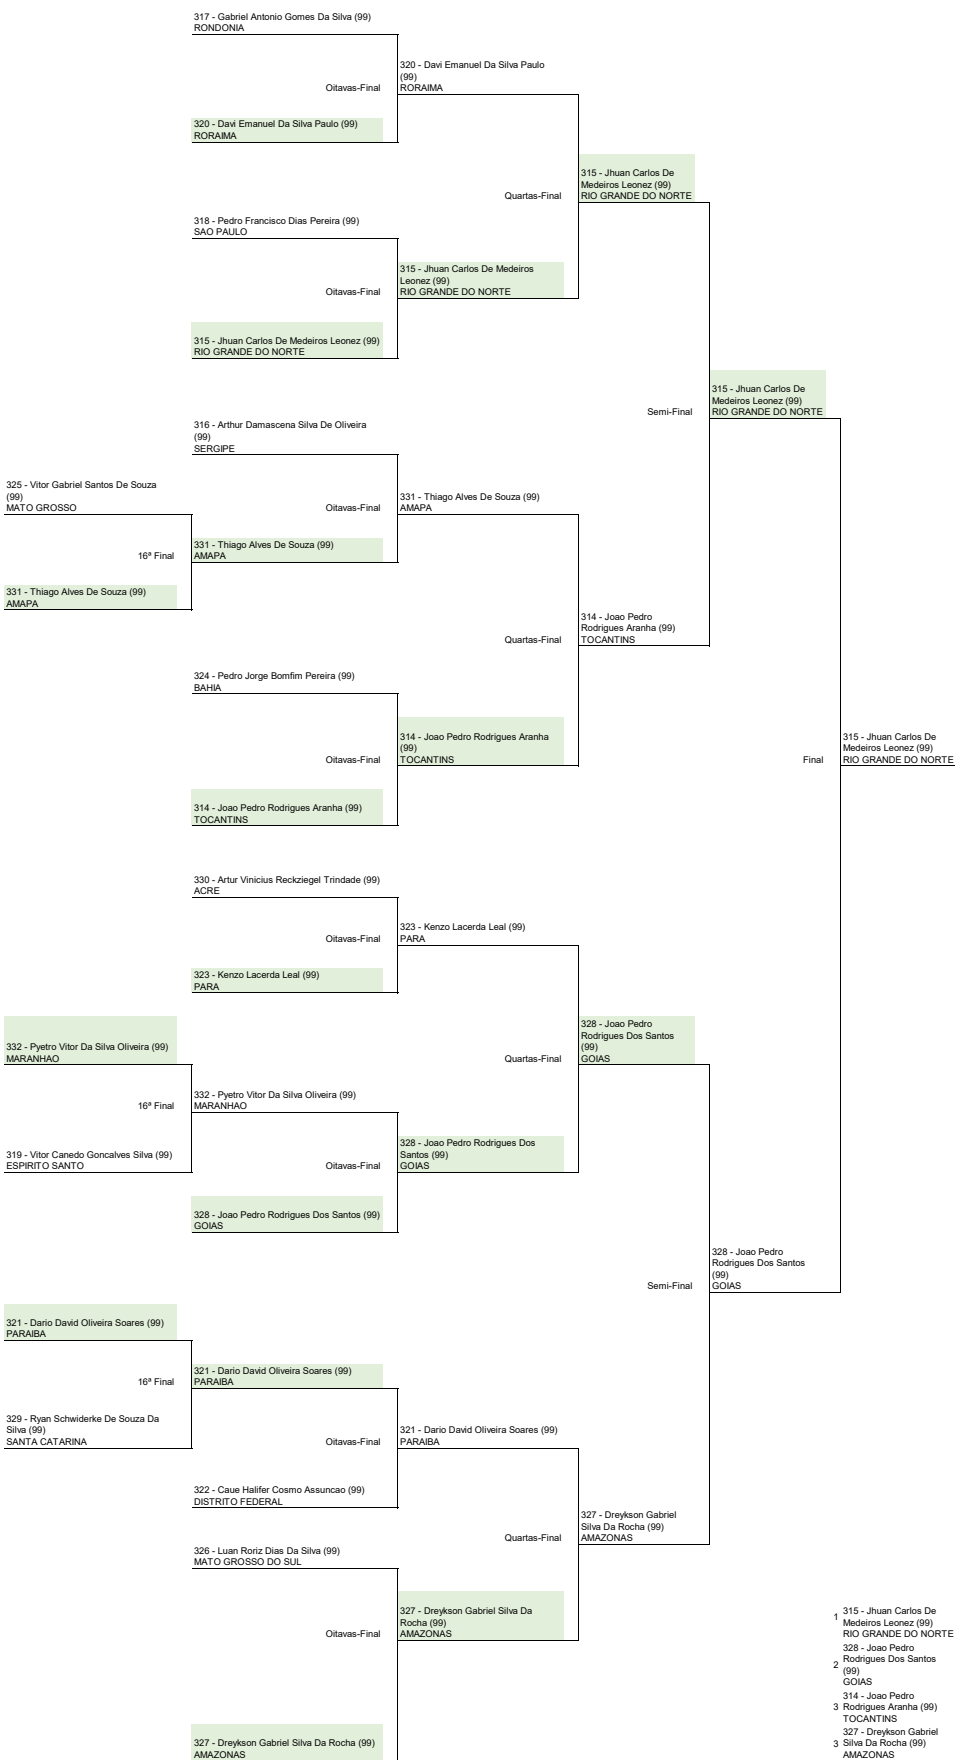 317 - Gabriel Antonio Gomes Da Silva (99)
RONDONIA
320 - Davi Emanuel Da Silva Paulo
(99)
RORAIMA
Oitavas-Final
320 - Davi Emanuel Da Silva Paulo (99)
RORAIMA
315 - Jhuan Carlos De
Medeiros Leonez (99)
RIO GRANDE DO NORTE
Quartas-Final
318 - Pedro Francisco Dias Pereira (99)
SAO PAULO
315 - Jhuan Carlos De Medeiros
Leonez (99)
RIO GRANDE DO NORTE
Oitavas-Final
315 - Jhuan Carlos De Medeiros Leonez (99)
RIO GRANDE DO NORTE
315 - Jhuan Carlos De
Medeiros Leonez (99)
RIO GRANDE DO NORTE
Semi-Final
316 - Arthur Damascena Silva De Oliveira
(99)
SERGIPE
325 - Vitor Gabriel Santos De Souza
(99)
MATO GROSSO
331 - Thiago Alves De Souza (99)
AMAPA
Oitavas-Final
331 - Thiago Alves De Souza (99)
AMAPA
16ª Final
331 - Thiago Alves De Souza (99)
AMAPA
314 - Joao Pedro
Rodrigues Aranha (99)
TOCANTINS
Quartas-Final
324 - Pedro Jorge Bomfim Pereira (99)
BAHIA
314 - Joao Pedro Rodrigues Aranha
(99)
TOCANTINS
Oitavas-Final
315 - Jhuan Carlos De
Medeiros Leonez (99)
RIO GRANDE DO NORTE
Final
314 - Joao Pedro Rodrigues Aranha (99)
TOCANTINS
330 - Artur Vinicius Reckziegel Trindade (99)
ACRE
323 - Kenzo Lacerda Leal (99)
PARA
Oitavas-Final
323 - Kenzo Lacerda Leal (99)
PARA
332 - Pyetro Vitor Da Silva Oliveira (99)
MARANHAO
328 - Joao Pedro
Rodrigues Dos Santos
(99)
GOIAS
Quartas-Final
332 - Pyetro Vitor Da Silva Oliveira (99)
MARANHAO
16ª Final
319 - Vitor Canedo Goncalves Silva (99)
ESPIRITO SANTO
328 - Joao Pedro Rodrigues Dos
Santos (99)
GOIAS
Oitavas-Final
328 - Joao Pedro Rodrigues Dos Santos (99)
GOIAS
328 - Joao Pedro
Rodrigues Dos Santos
(99)
GOIAS
Semi-Final
321 - Dario David Oliveira Soares (99)
PARAIBA
321 - Dario David Oliveira Soares (99)
PARAIBA
16ª Final
329 - Ryan Schwiderke De Souza Da
Silva (99)
SANTA CATARINA
321 - Dario David Oliveira Soares (99)
PARAIBA
Oitavas-Final
322 - Caue Halifer Cosmo Assuncao (99)
DISTRITO FEDERAL
327 - Dreykson Gabriel
Silva Da Rocha (99)
AMAZONAS
Quartas-Final
326 - Luan Roriz Dias Da Silva (99)
MATO GROSSO DO SUL
327 - Dreykson Gabriel Silva Da
Rocha (99)
AMAZONAS
Oitavas-Final
327 - Dreykson Gabriel Silva Da Rocha (99)
AMAZONAS
1 315 - Jhuan Carlos De
Medeiros Leonez (99)
RIO GRANDE DO NORTE
328 - Joao Pedro
2 Rodrigues Dos Santos
(99)
GOIAS
314 - Joao Pedro
3 Rodrigues Aranha (99)
TOCANTINS
327 - Dreykson Gabriel
3 Silva Da Rocha (99)
AMAZONAS